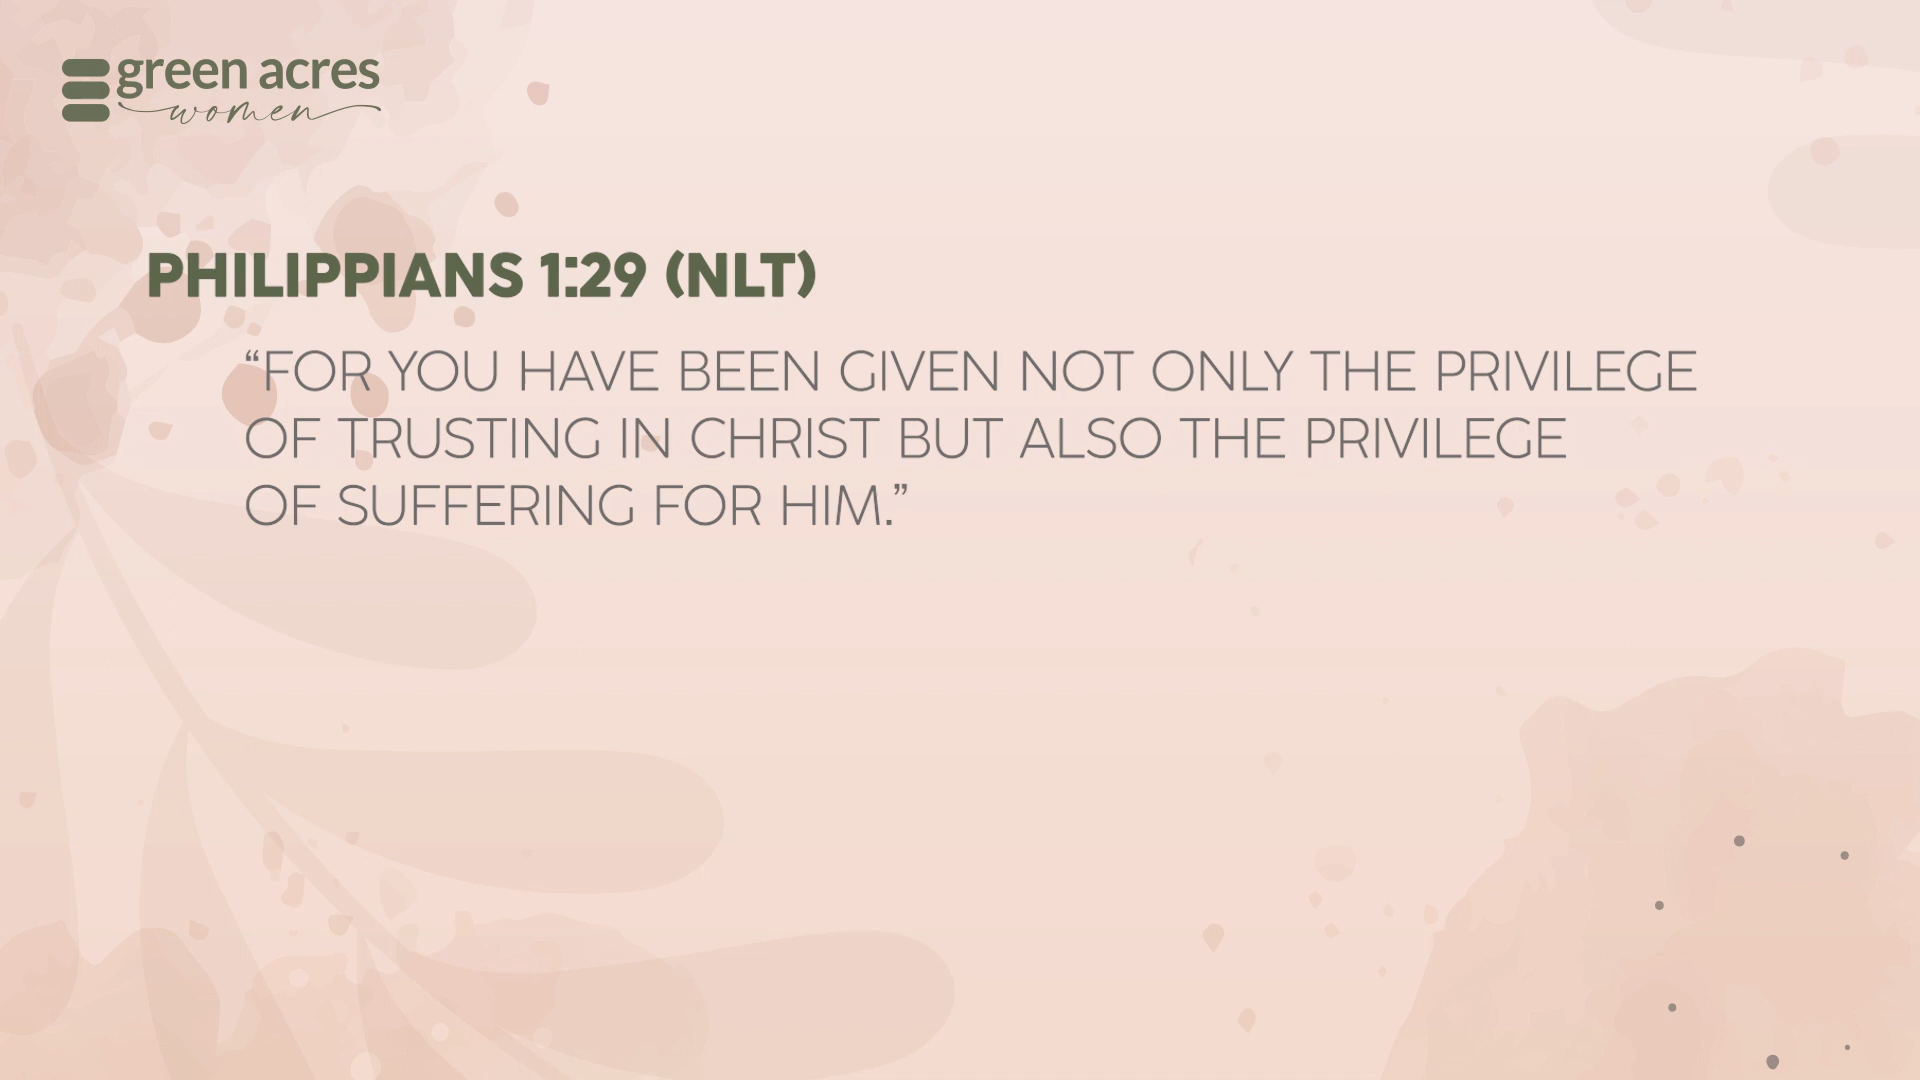 green acres
women
PHILIPPIANS 1:29 (NLT)
“FOR YOU HAVE BEEN GIVEN NOT ONLY THE PRIVILEGE
OF TRUSTING IN CHRIST BUT ALSO THE PRIVILEGE
OF SUFFERING FOR HIM.”